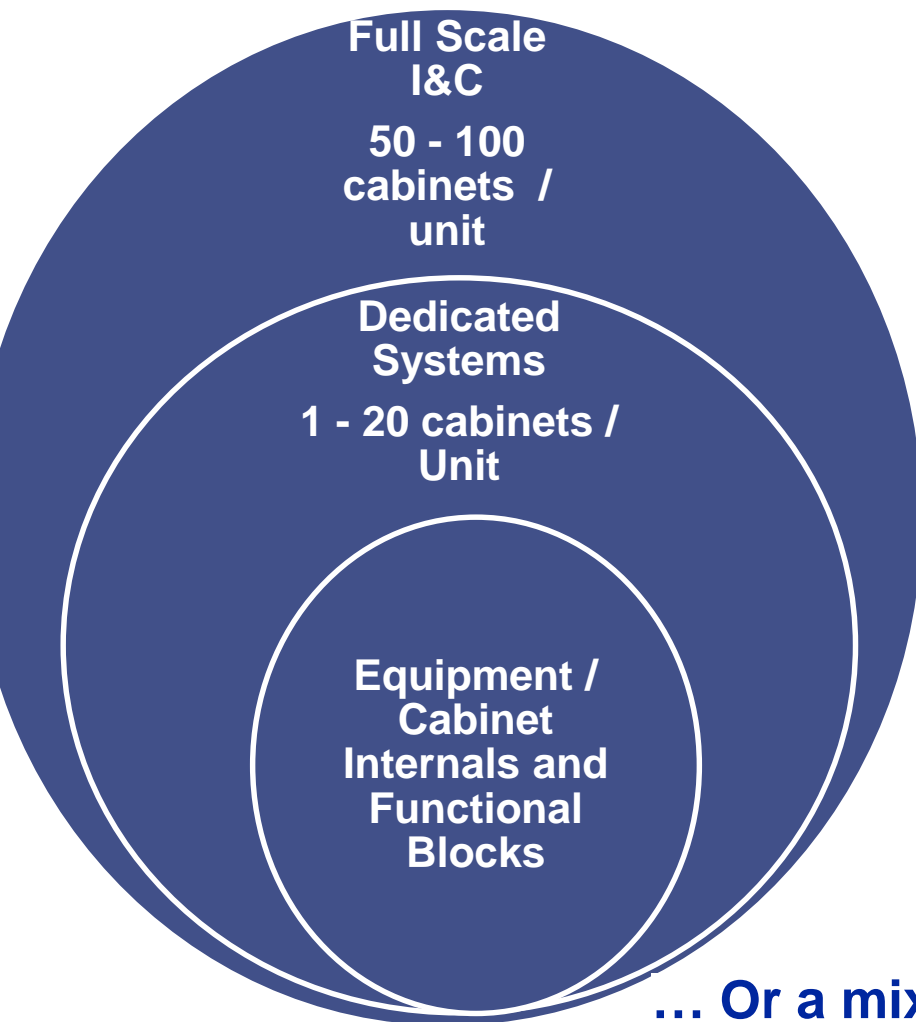 Full Scale
I&C
50 - 100
cabinets /
unit
Dedicated
Systems
1 - 20 cabinets /
Unit
Equipment /
Cabinet
Internals and
Functional
Blocks
... Or a mix